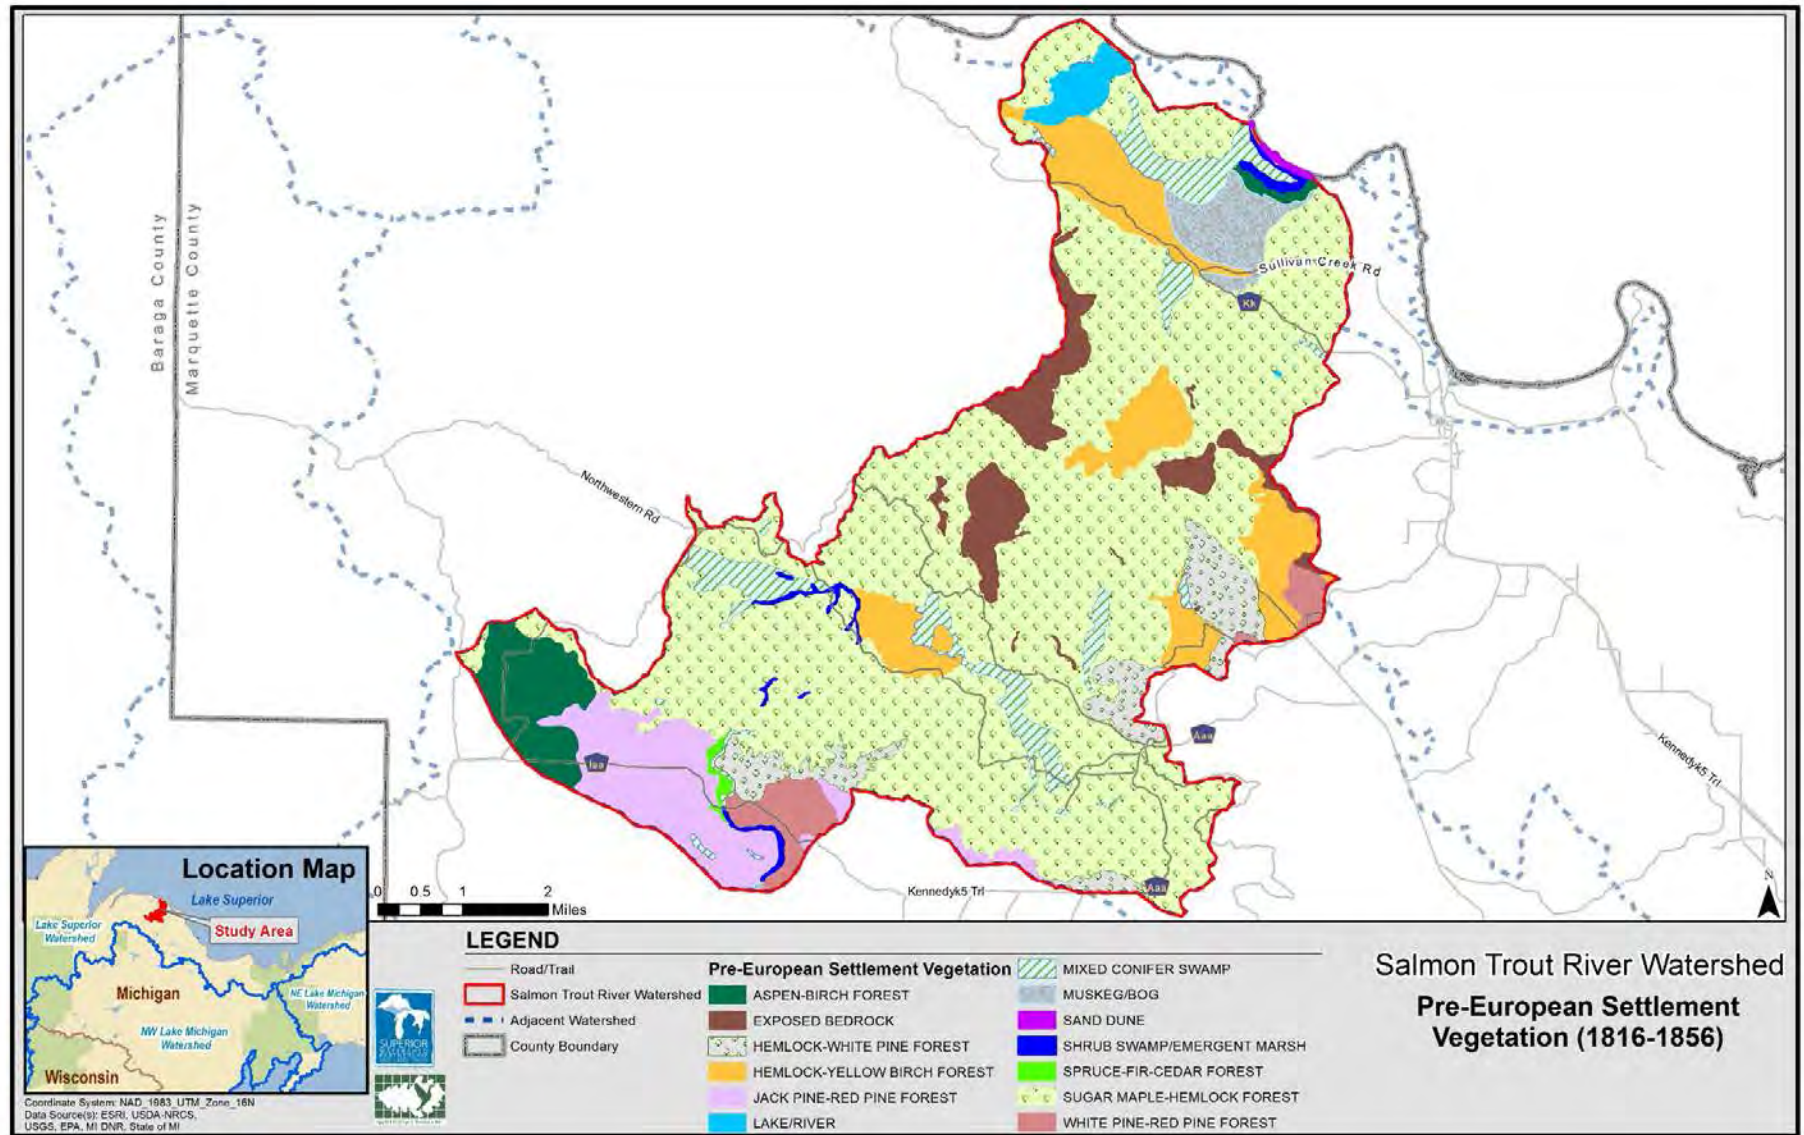 Baraga County
Marquette County
Sullivan Creek Rd
Kk
Northwestern Rd
Iaa
Aaa
Kennedyk5 Trl
Kennedyk5 Trl
Aaa
N
0 0.5 1 2
Miles
Location Map
Lake Superior
Lake Superior
Watershed
Study Area
Michigan
NE Lake Michigan
Watershed
NW Lake Michigan
Watershed
Wisconsin
Coordinate System: NAD_1983_UTM_Zone_16N
Data Source(s): ESRI, USDA-NRCS,
USGS, EPA, MI DNR, State of MI
SUPERIOR
LEGEND
Road/Trail
Salmon Trout River Watershed
Adjacent Watershed
County Boundary
Pre-European Settlement Vegetation
ASPEN-BIRCH FOREST
EXPOSED BEDROCK
HEMLOCK-WHITE PINE FOREST
HEMLOCK-YELLOW BIRCH FOREST
JACK PINE-RED PINE FOREST
LAKE/RIVER
MIXED CONIFER SWAMP
MUSKEG/BOG
SAND DUNE
SHRUB SWAMP/EMERGENT MARSH
SPRUCE-FIR-CEDAR FOREST
SUGAR MAPLE-HEMLOCK FOREST
WHITE PINE-RED PINE FOREST
Salmon Trout River Watershed
Pre-European Settlement
Vegetation (1816-1856)